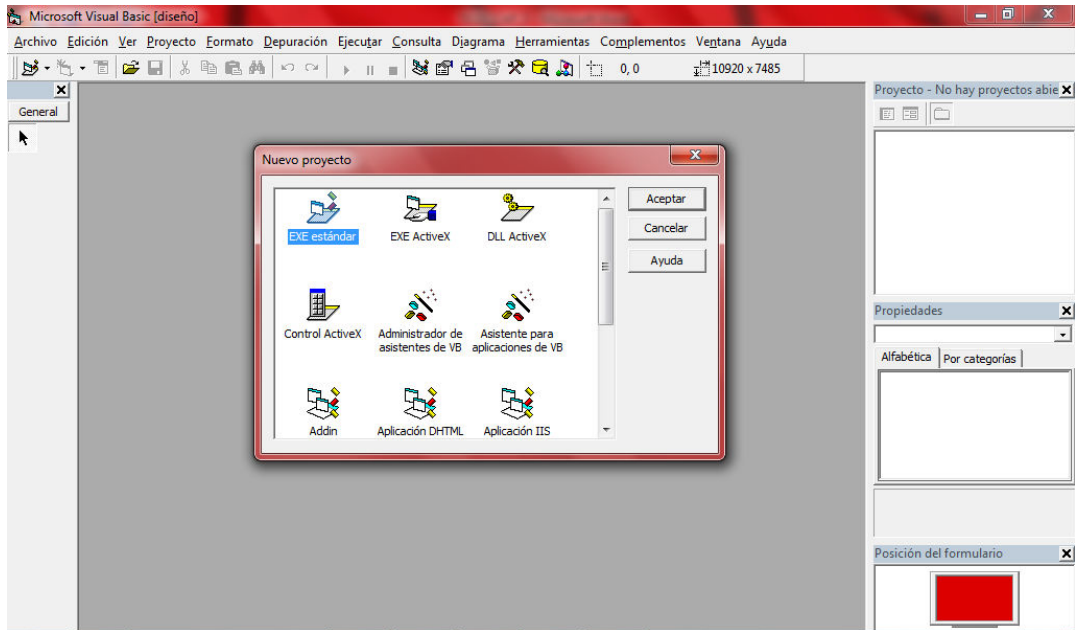 Microsoft Visual Basic [diseño]
Archivo Edición Ver Proyecto Formato Depuración Ejecutar Consulta Diagrama Herramientas Complementos Ventana Ayuda
0, 0 10920 x 7485
General
Proyecto - No hay proyectos abie
Nuevo proyecto
EXE estándar EXE ActiveX DLL ActiveX
Aceptar
Cancelar
Ayuda
Control ActiveX Administrador de asistentes de VB Asistente para aplicaciones de VB
Addin Aplicación DHTML Aplicación IIS
Propiedades
Alfabética Por categorías
Posición del formulario